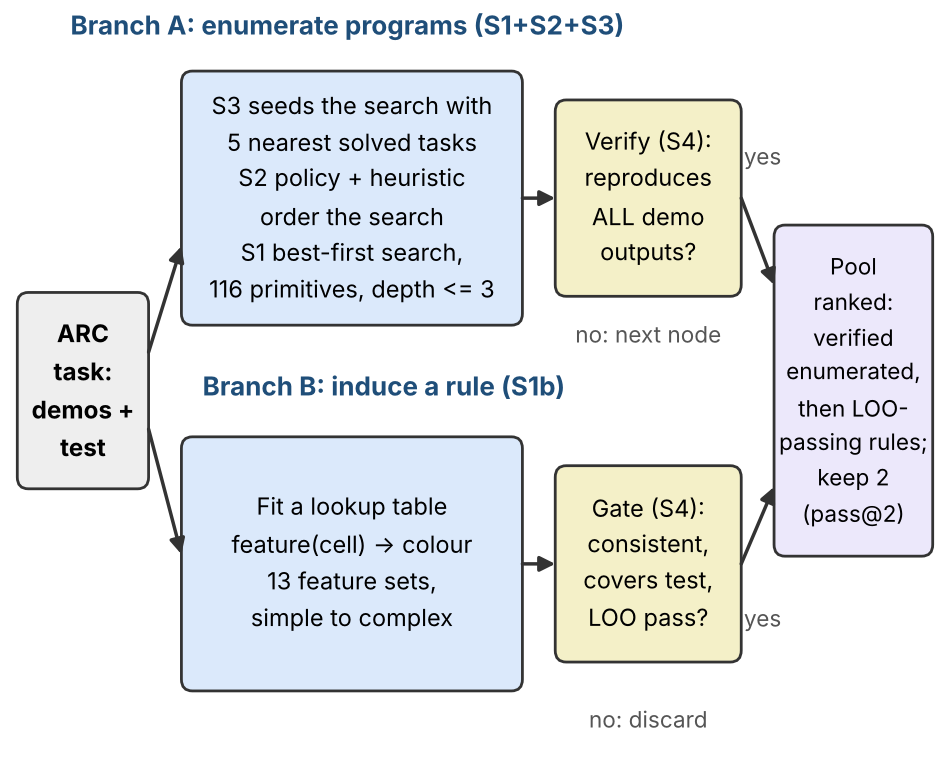 Branch A: enumerate programs (S1+S2+S3)
S3 seeds the search with
5 nearest solved tasks
S2 policy + heuristic
order the search
S1 best-first search,
116 primitives, depth <= 3
Verify (S4):
reproduces
ALL demo
outputs?
yes
no: next node
ARC
task:
demos +
test
Pool
ranked:
verified
enumerated,
then LOO-
passing rules;
keep 2
(pass@2)
Branch B: induce a rule (S1b)
Fit a lookup table
feature(cell) → colour
13 feature sets,
simple to complex
Gate (S4):
consistent,
covers test,
LOO pass?
yes
no: discard